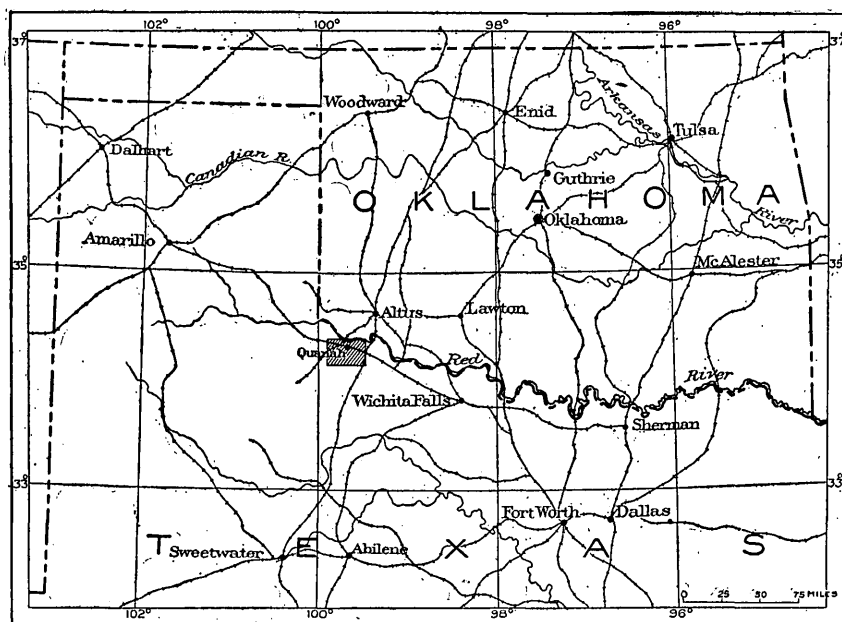 102° 100° 98° 96°
37° 37
Woodward Enid Arkansas Tulsa
Dalhart Canadian R. Guthrie
OKLAHOMA
River
Amarillo Oklahoma
35° 35°
McAlester
Altus Lawton
Quanah Red River
Wichita Falls Sherman
33° 33°
Fort Worth Dallas
TEXAS
Sweetwater Abilene
0 25 50 75 MILES
102° 100° 98° 96°